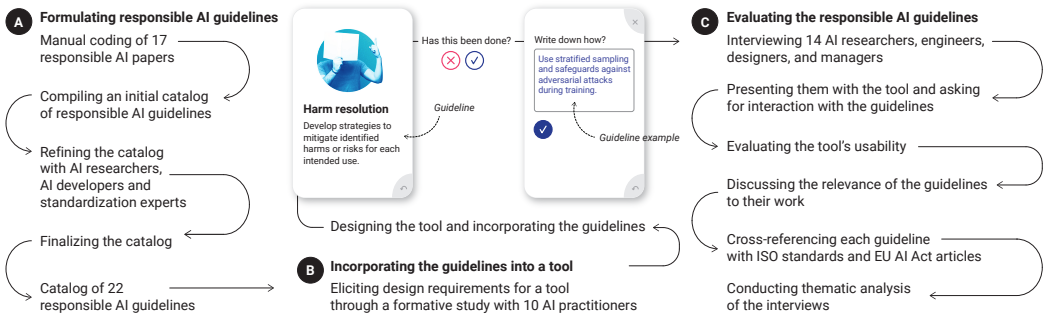 A Formulating responsible AI guidelines
Manual coding of 17
responsible AI papers
Compiling an initial catalog
of responsible AI guidelines
Refining the catalog
with AI researchers,
AI developers and
standardization experts
Finalizing the catalog
Catalog of 22
responsible AI guidelines
Harm resolution
Develop strategies to
mitigate identified
harms or risks for each
intended use.
Guideline
Has this been done?
Write down how?
Use stratified sampling
and safeguards against
adversarial attacks
during training.
Guideline example
Designing the tool and incorporating the guidelines
B Incorporating the guidelines into a tool
Eliciting design requirements for a tool
through a formative study with 10 AI practitioners
C Evaluating the responsible AI guidelines
Interviewing 14 AI researchers, engineers,
designers, and managers
Presenting them with the tool and asking
for interaction with the guidelines
Evaluating the tool's usability
Discussing the relevance of the guidelines
to their work
Cross-referencing each guideline
with ISO standards and EU AI Act articles
Conducting thematic analysis
of the interviews